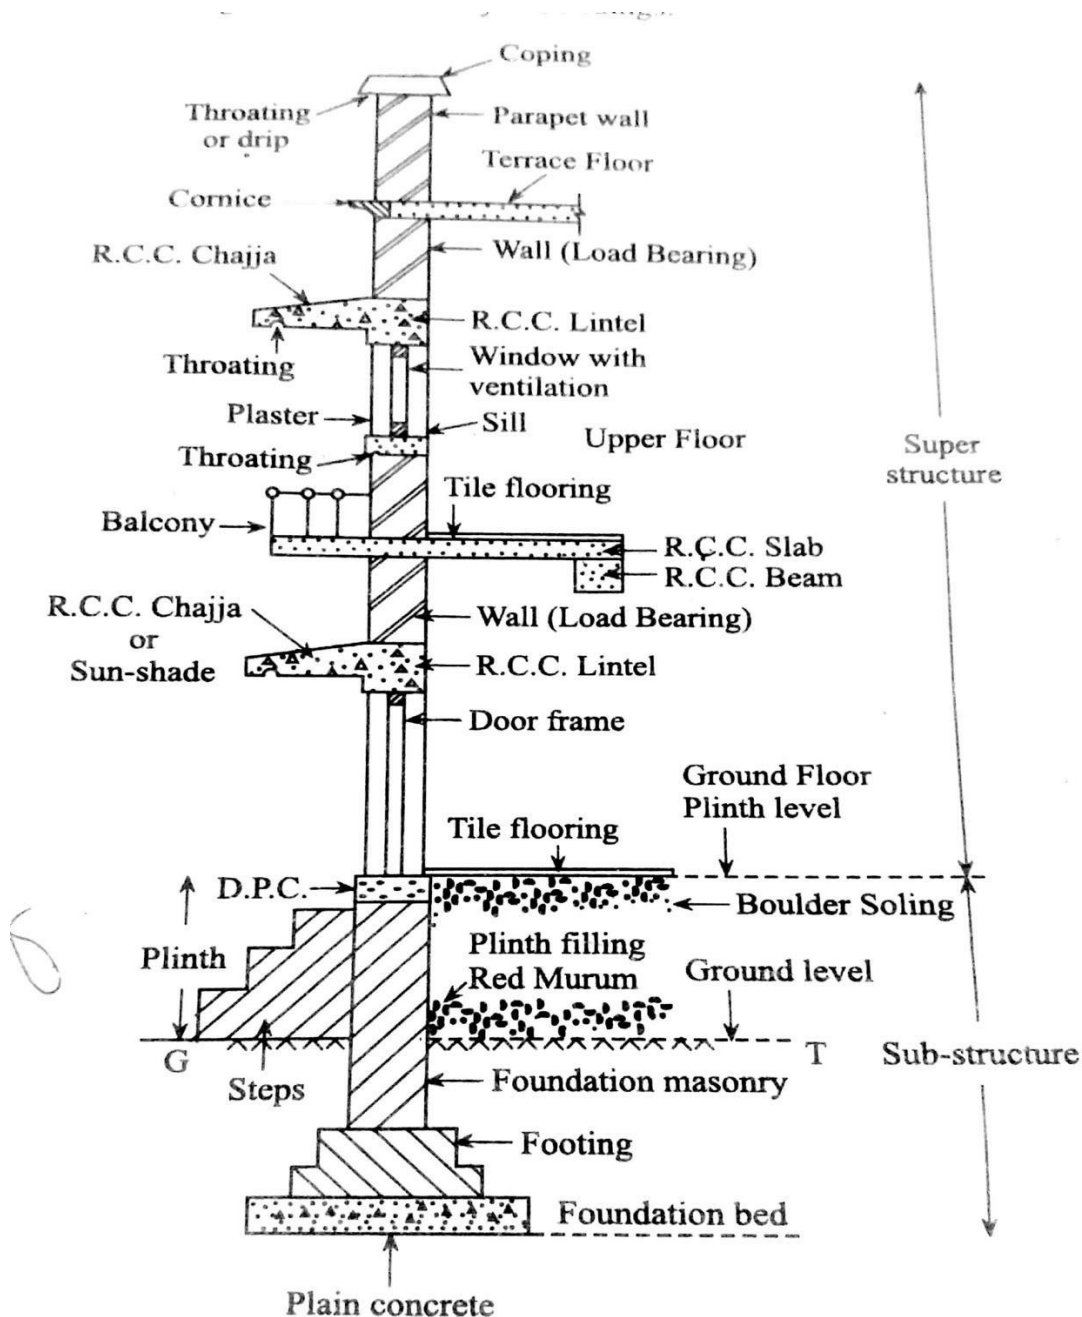 Coping
Throating
or drip
Parapet wall
Terrace Floor
Cornice
Wall (Load Bearing)
R.C.C. Chajja
R.C.C. Lintel
Throating
Window with
ventilation
Plaster
Sill
Upper Floor
Super
structure
Throating
Tile flooring
Balcony
R.C.C. Slab
R.C.C. Beam
R.C.C. Chajja
or
Sun-shade
Wall (Load Bearing)
R.C.C. Lintel
Door frame
Ground Floor
Plinth level
Tile flooring
D.P.C.
Boulder Soling
Plinth
Plinth filling
Red Murum
Ground level
G
T
Sub-structure
Steps
Foundation masonry
Footing
Foundation bed
Plain concrete